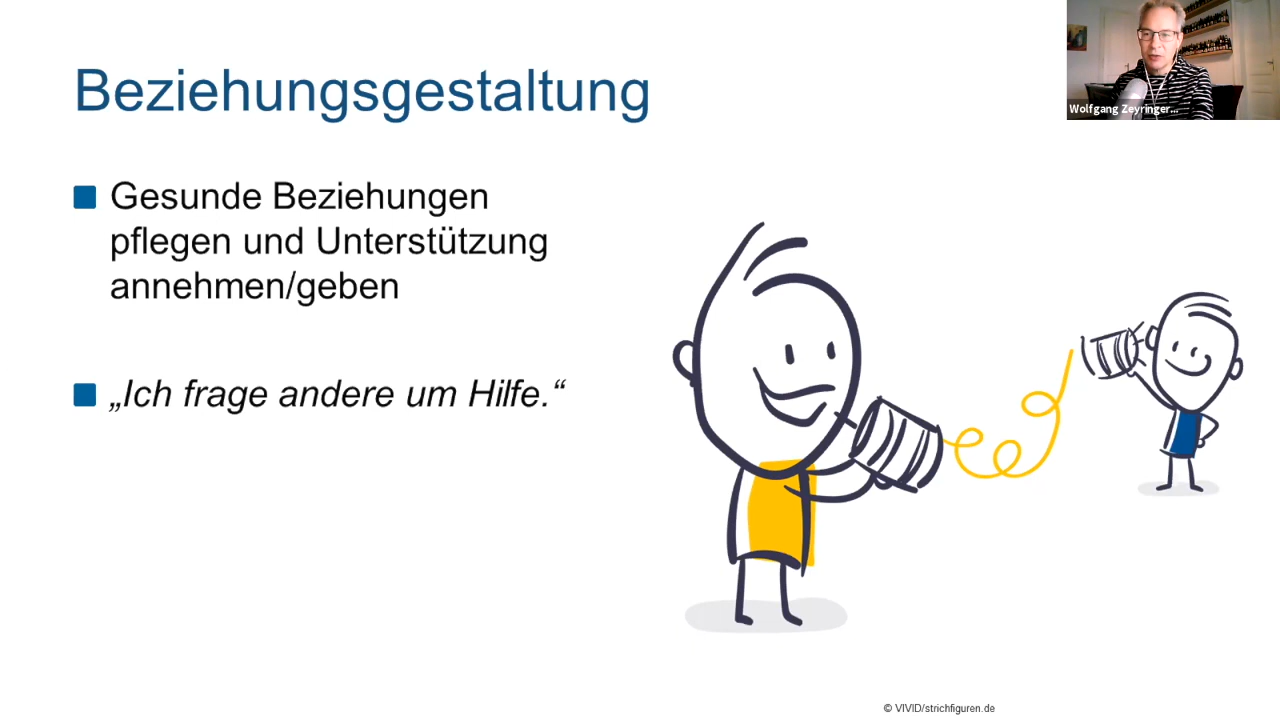 Beziehungsgestaltung
Wolfgang Zeyringer...
Gesunde Beziehungen
pflegen und Unterstützung
annehmen/geben
„Ich frage andere um Hilfe.“
© VIVID/strichfiguren.de